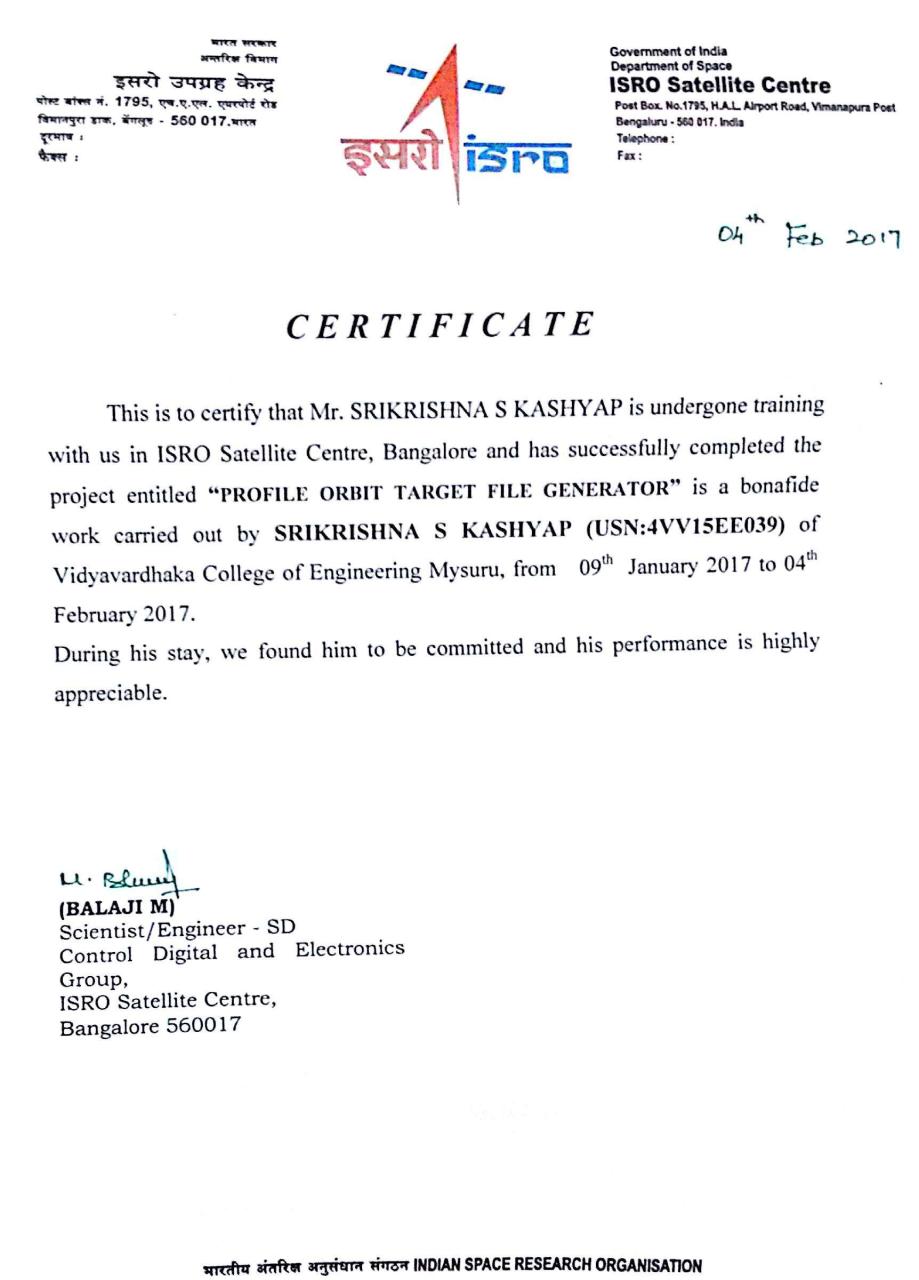 भारत सरकार
अन्तरिक्ष विभाग
इसरो उपग्रह केन्द्र
पोस्ट बॉक्स नं. 1795, एच.ए.एल. एयरपोर्ट रोड
विमानपुरा डाक, बेंगलूर - 560 017.भारत
दूरभाष :
फैक्स :
इसरो isro
Government of India
Department of Space
ISRO Satellite Centre
Post Box. No.1795, H.A.L. Airport Road, Vimanapura Post
Bengaluru - 560 017. India
Telephone :
Fax :
04th Feb 2017
CERTIFICATE
This is to certify that Mr. SRIKRISHNA S KASHYAP is undergone training
with us in ISRO Satellite Centre, Bangalore and has successfully completed the
project entitled “PROFILE ORBIT TARGET FILE GENERATOR” is a bonafide
work carried out by SRIKRISHNA S KASHYAP (USN:4VV15EE039) of
Vidyavardhaka College of Engineering Mysuru, from 09th January 2017 to 04th
February 2017.
During his stay, we found him to be committed and his performance is highly
appreciable.
(BALAJI M)
Scientist/Engineer - SD
Control Digital and Electronics
Group,
ISRO Satellite Centre,
Bangalore 560017
भारतीय अंतरिक्ष अनुसंधान संगठन INDIAN SPACE RESEARCH ORGANISATION